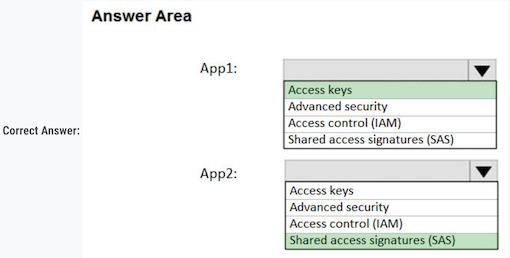 Answer Area
App1:
Access keys
Advanced security
Access control (IAM)
Shared access signatures (SAS)
Correct Answer:
App2:
Access keys
Advanced security
Access control (IAM)
Shared access signatures (SAS)